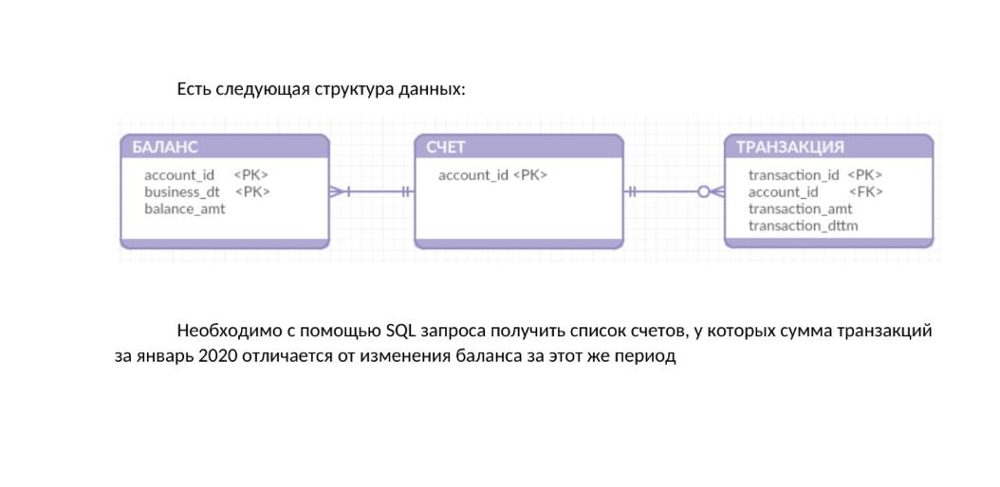 Есть следующая структура данных:
БАЛАНС
account_id <PK>
business_dt <PK>
balance_amt
СЧЕТ
account_id <PK>
ТРАНЗАКЦИЯ
transaction_id <PK>
account_id <FK>
transaction_amt
transaction_dttm
Необходимо с помощью SQL запроса получить список счетов, у которых сумма транзакций
за январь 2020 отличается от изменения баланса за этот же период